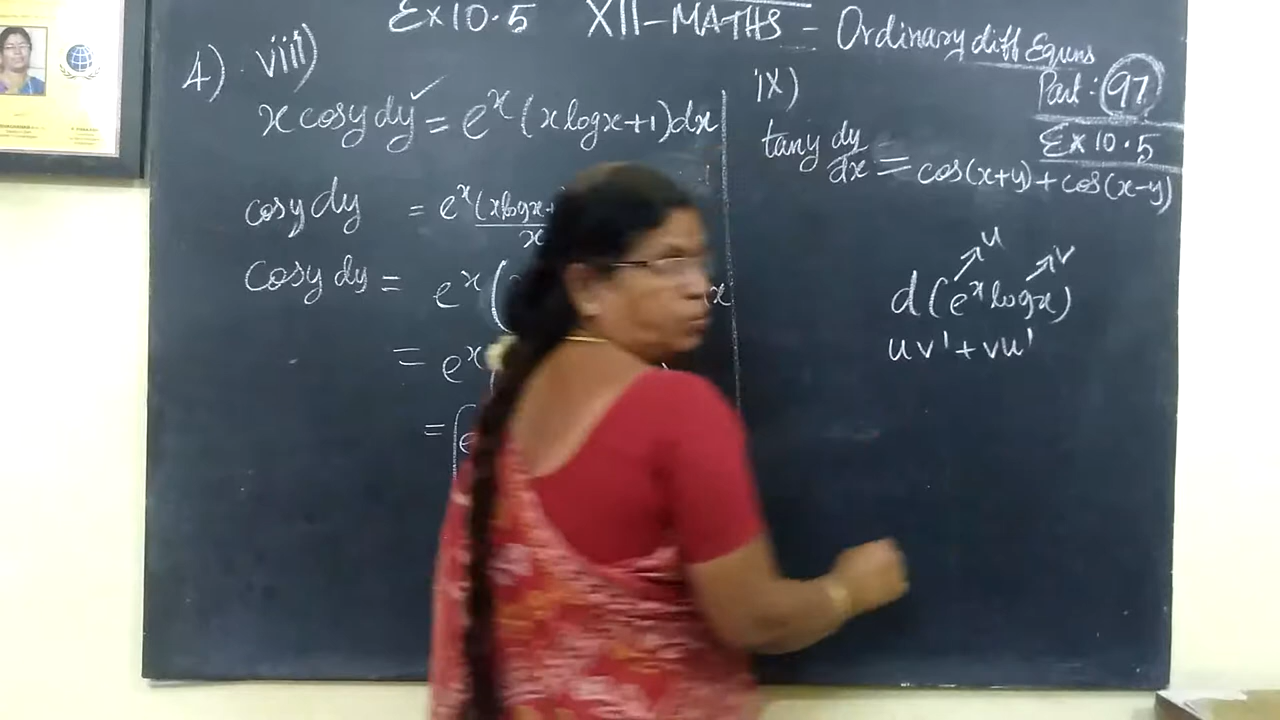 Ex 10.5 XII-MATHS - Ordinary diff Equns
Part: 97
Ex 10.5
4) viii)
x cosy dy = e^x (x logx+1)dx
cosy dy = e^x (xlogx+
x
cosy dy = e^x (
x
= e^x
= ∫e
ix)
tany dy/dx = cos(x+y) + cos(x-y)
u v
d(e^x logx)
uv' + vu'